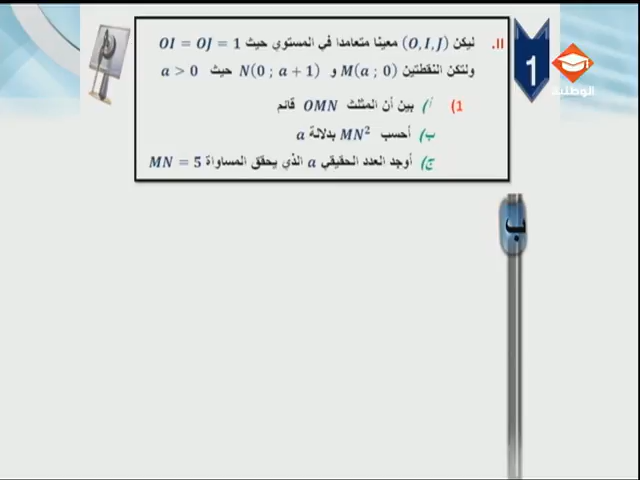 II. ليكن (O, I, J) معينا متعامدا في المستوي حيث OI = OJ = 1
ولتكن النقطتين M(a ; 0) و N(0 ; a + 1) حيث a > 0
1) أ) بين أن المثلث OMN قائم
ب) أحسب MN² بدلالة a
ج) أوجد العدد الحقيقي a الذي يحقق المساواة MN = 5
1
الوطنية
ب